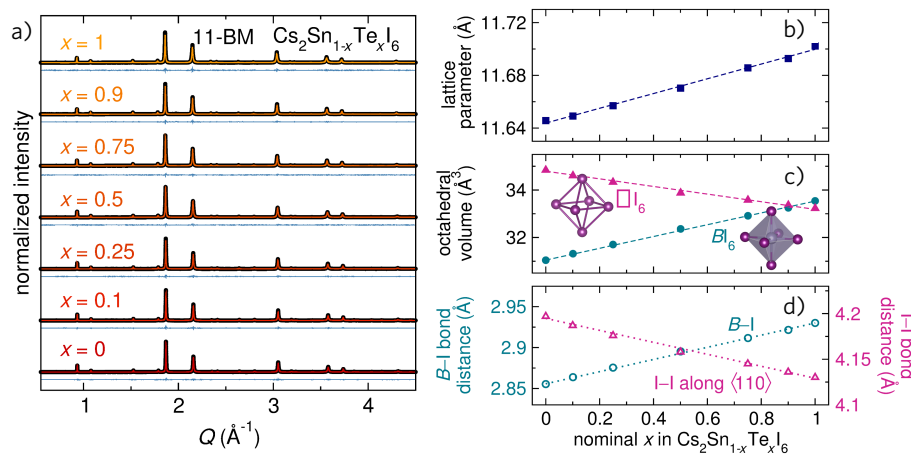 a)
11-BM Cs₂Sn₁₋ₓTeₓI₆
x = 1
x = 0.9
x = 0.75
x = 0.5
x = 0.25
x = 0.1
x = 0
normalized intensity
1 2 3 4
Q (Å⁻¹)
b)
lattice
parameter (Å)
11.72
11.68
11.64
c)
octahedral
volume (Å³)
34
32
□I₆
BI₆
d)
B–I bond
distance (Å)
2.95
2.9
2.85
B–I
I–I along ⟨110⟩
4.2
4.15
4.1
I–I bond
distance (Å)
0 0.2 0.4 0.6 0.8 1
nominal x in Cs₂Sn₁₋ₓTeₓI₆